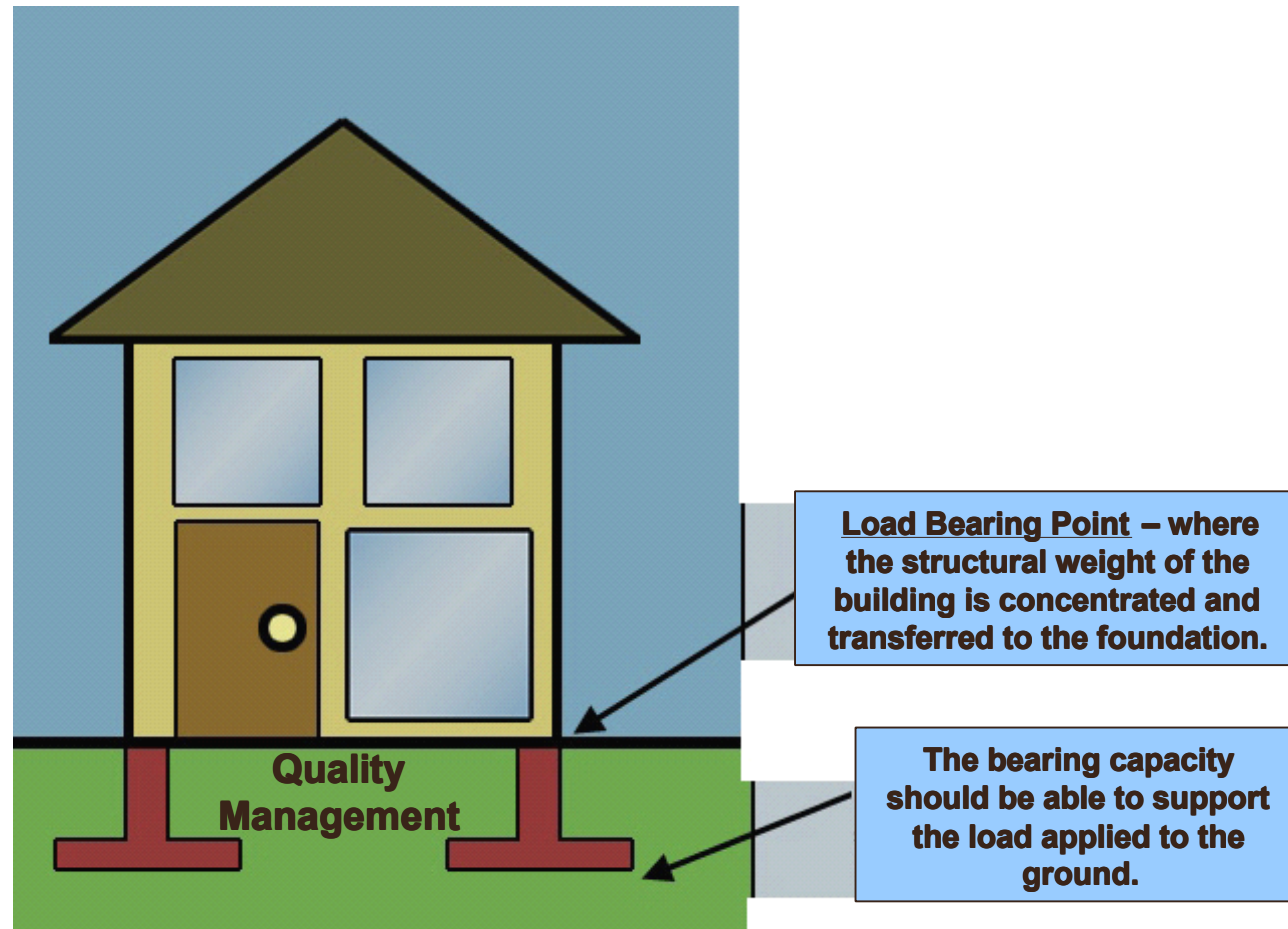 Load Bearing Point – where
the structural weight of the
building is concentrated and
transferred to the foundation.
Quality
Management
The bearing capacity
should be able to support
the load applied to the
ground.